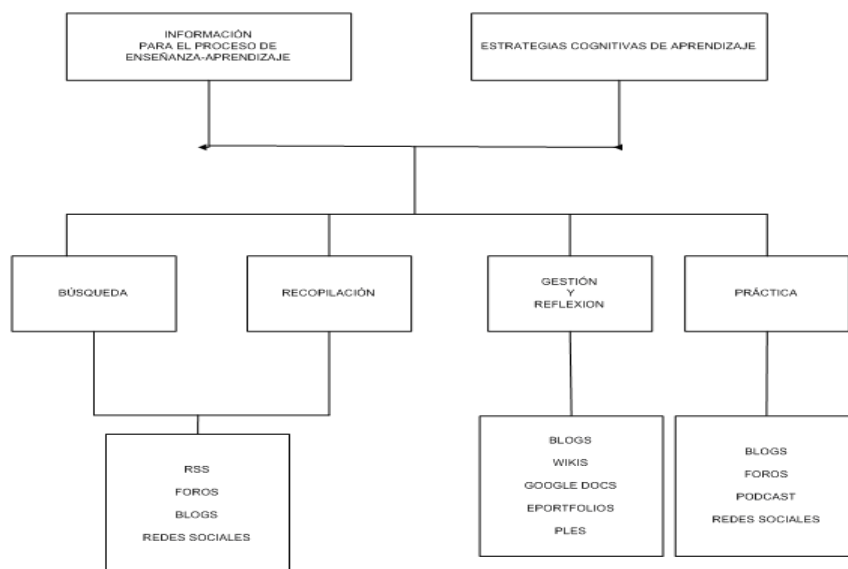 INFORMACIÓN
PARA EL PROCESO DE
ENSEÑANZA-APRENDIZAJE
ESTRATEGIAS COGNITIVAS DE APRENDIZAJE
BÚSQUEDA
RECOPILACIÓN
GESTIÓN
Y
REFLEXION
PRÁCTICA
RSS
FOROS
BLOGS
REDES SOCIALES
BLOGS
WIKIS
GOOGLE DOCS
EPORTFOLIOS
PLES
BLOGS
FOROS
PODCAST
REDES SOCIALES